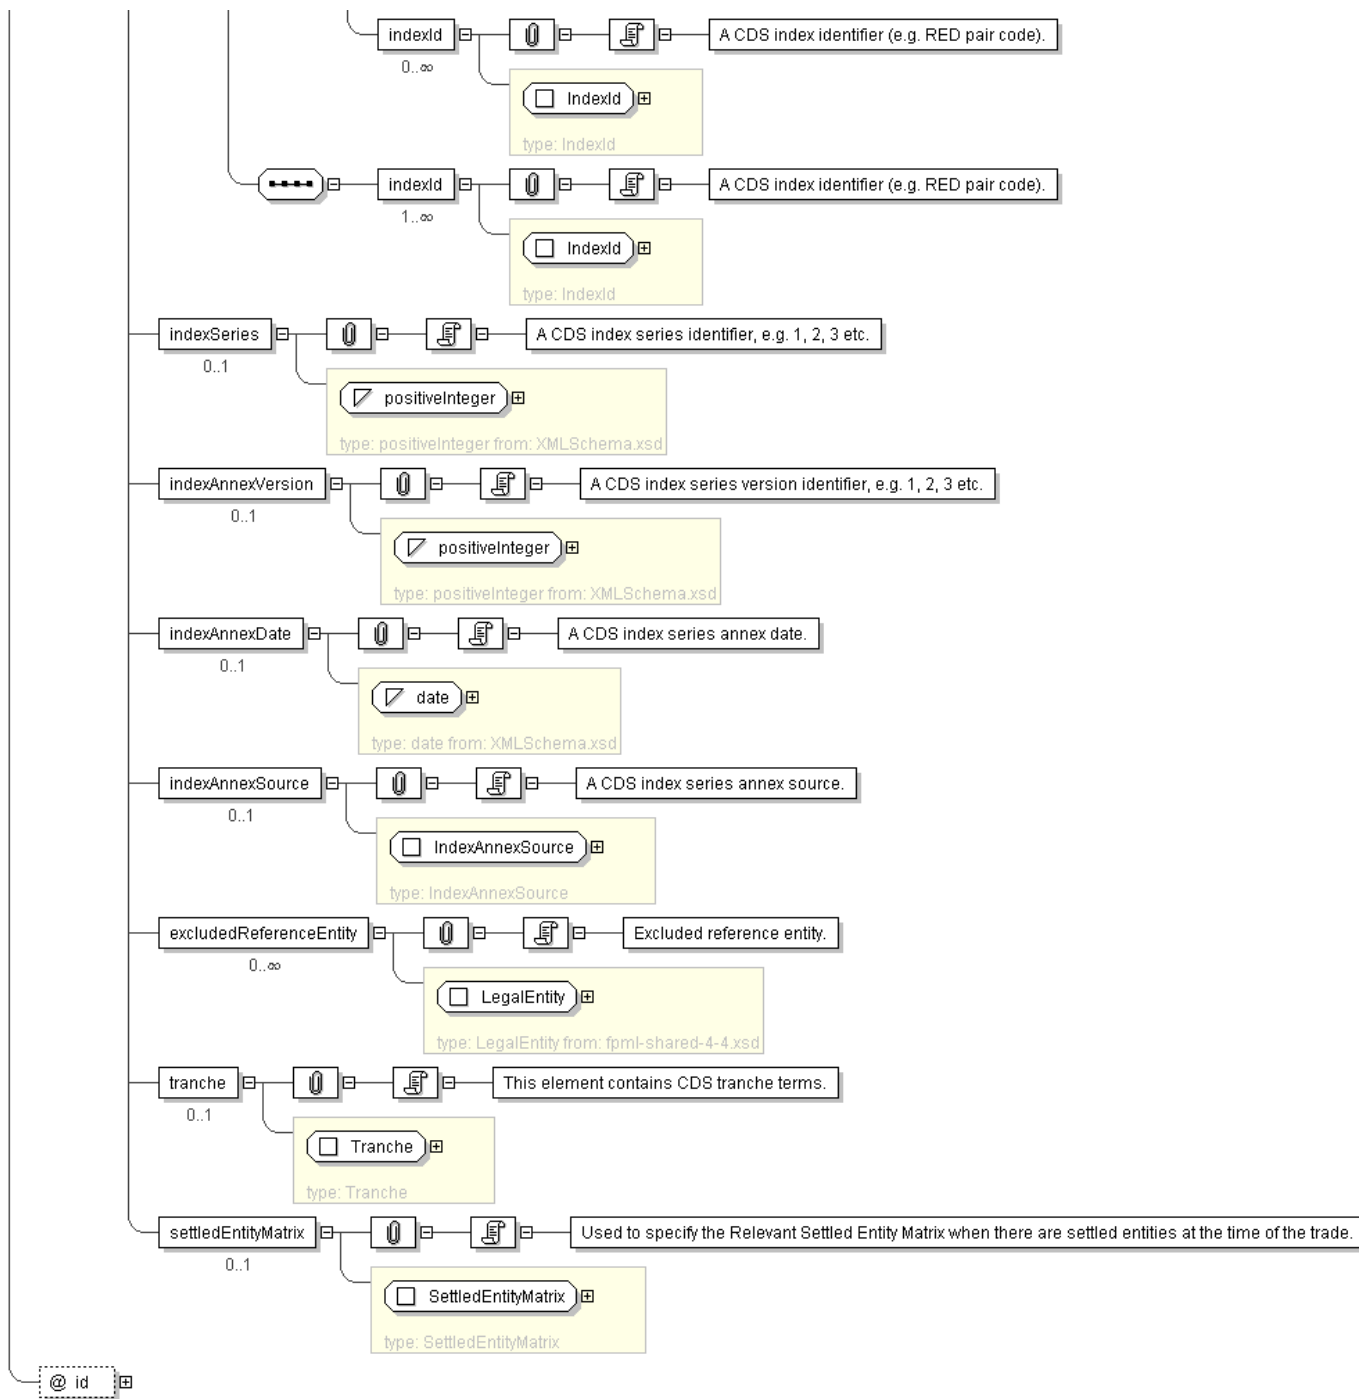 indexId
A CDS index identifier (e.g. RED pair code).
0..∞
IndexId
type: IndexId
indexId
A CDS index identifier (e.g. RED pair code).
1..∞
IndexId
type: IndexId
indexSeries
A CDS index series identifier, e.g. 1, 2, 3 etc.
0..1
positiveInteger
type: positiveInteger from: XMLSchema.xsd
indexAnnexVersion
A CDS index series version identifier, e.g. 1, 2, 3 etc.
0..1
positiveInteger
type: positiveInteger from: XMLSchema.xsd
indexAnnexDate
A CDS index series annex date.
0..1
date
type: date from: XMLSchema.xsd
indexAnnexSource
A CDS index series annex source.
0..1
IndexAnnexSource
type: IndexAnnexSource
excludedReferenceEntity
Excluded reference entity.
0..∞
LegalEntity
type: LegalEntity from: fpml-shared-4-4.xsd
tranche
This element contains CDS tranche terms.
0..1
Tranche
type: Tranche
settledEntityMatrix
Used to specify the Relevant Settled Entity Matrix when there are settled entities at the time of the trade.
0..1
SettledEntityMatrix
type: SettledEntityMatrix
@ id